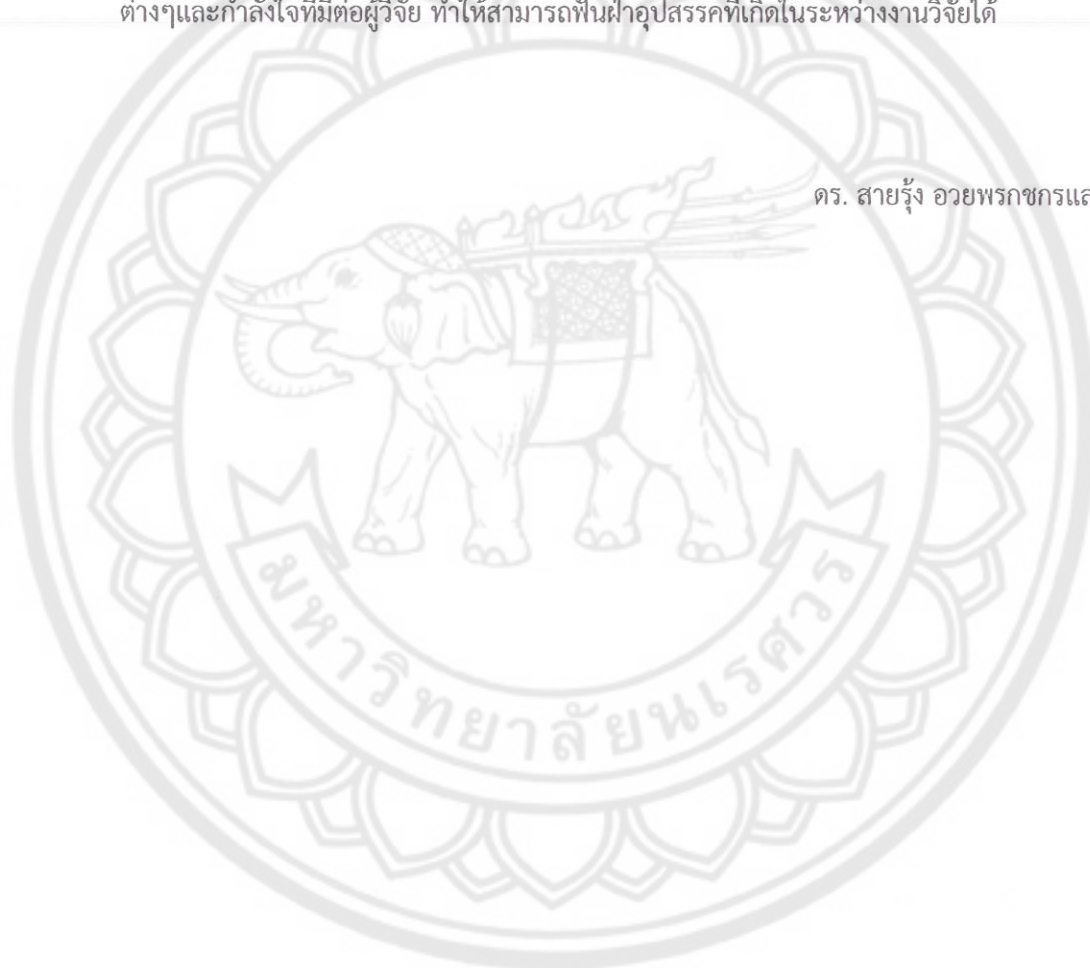 ต่างๆและกำลังใจที่มีต่อผู้วิจัย ทำให้สามารถฟันฝ่าอุปสรรคที่เกิดในระหว่างงานวิจัยได้
ดร. สายรุ้ง อวยพรกชกรแล
มหาวิทยาลัยนเรศวร